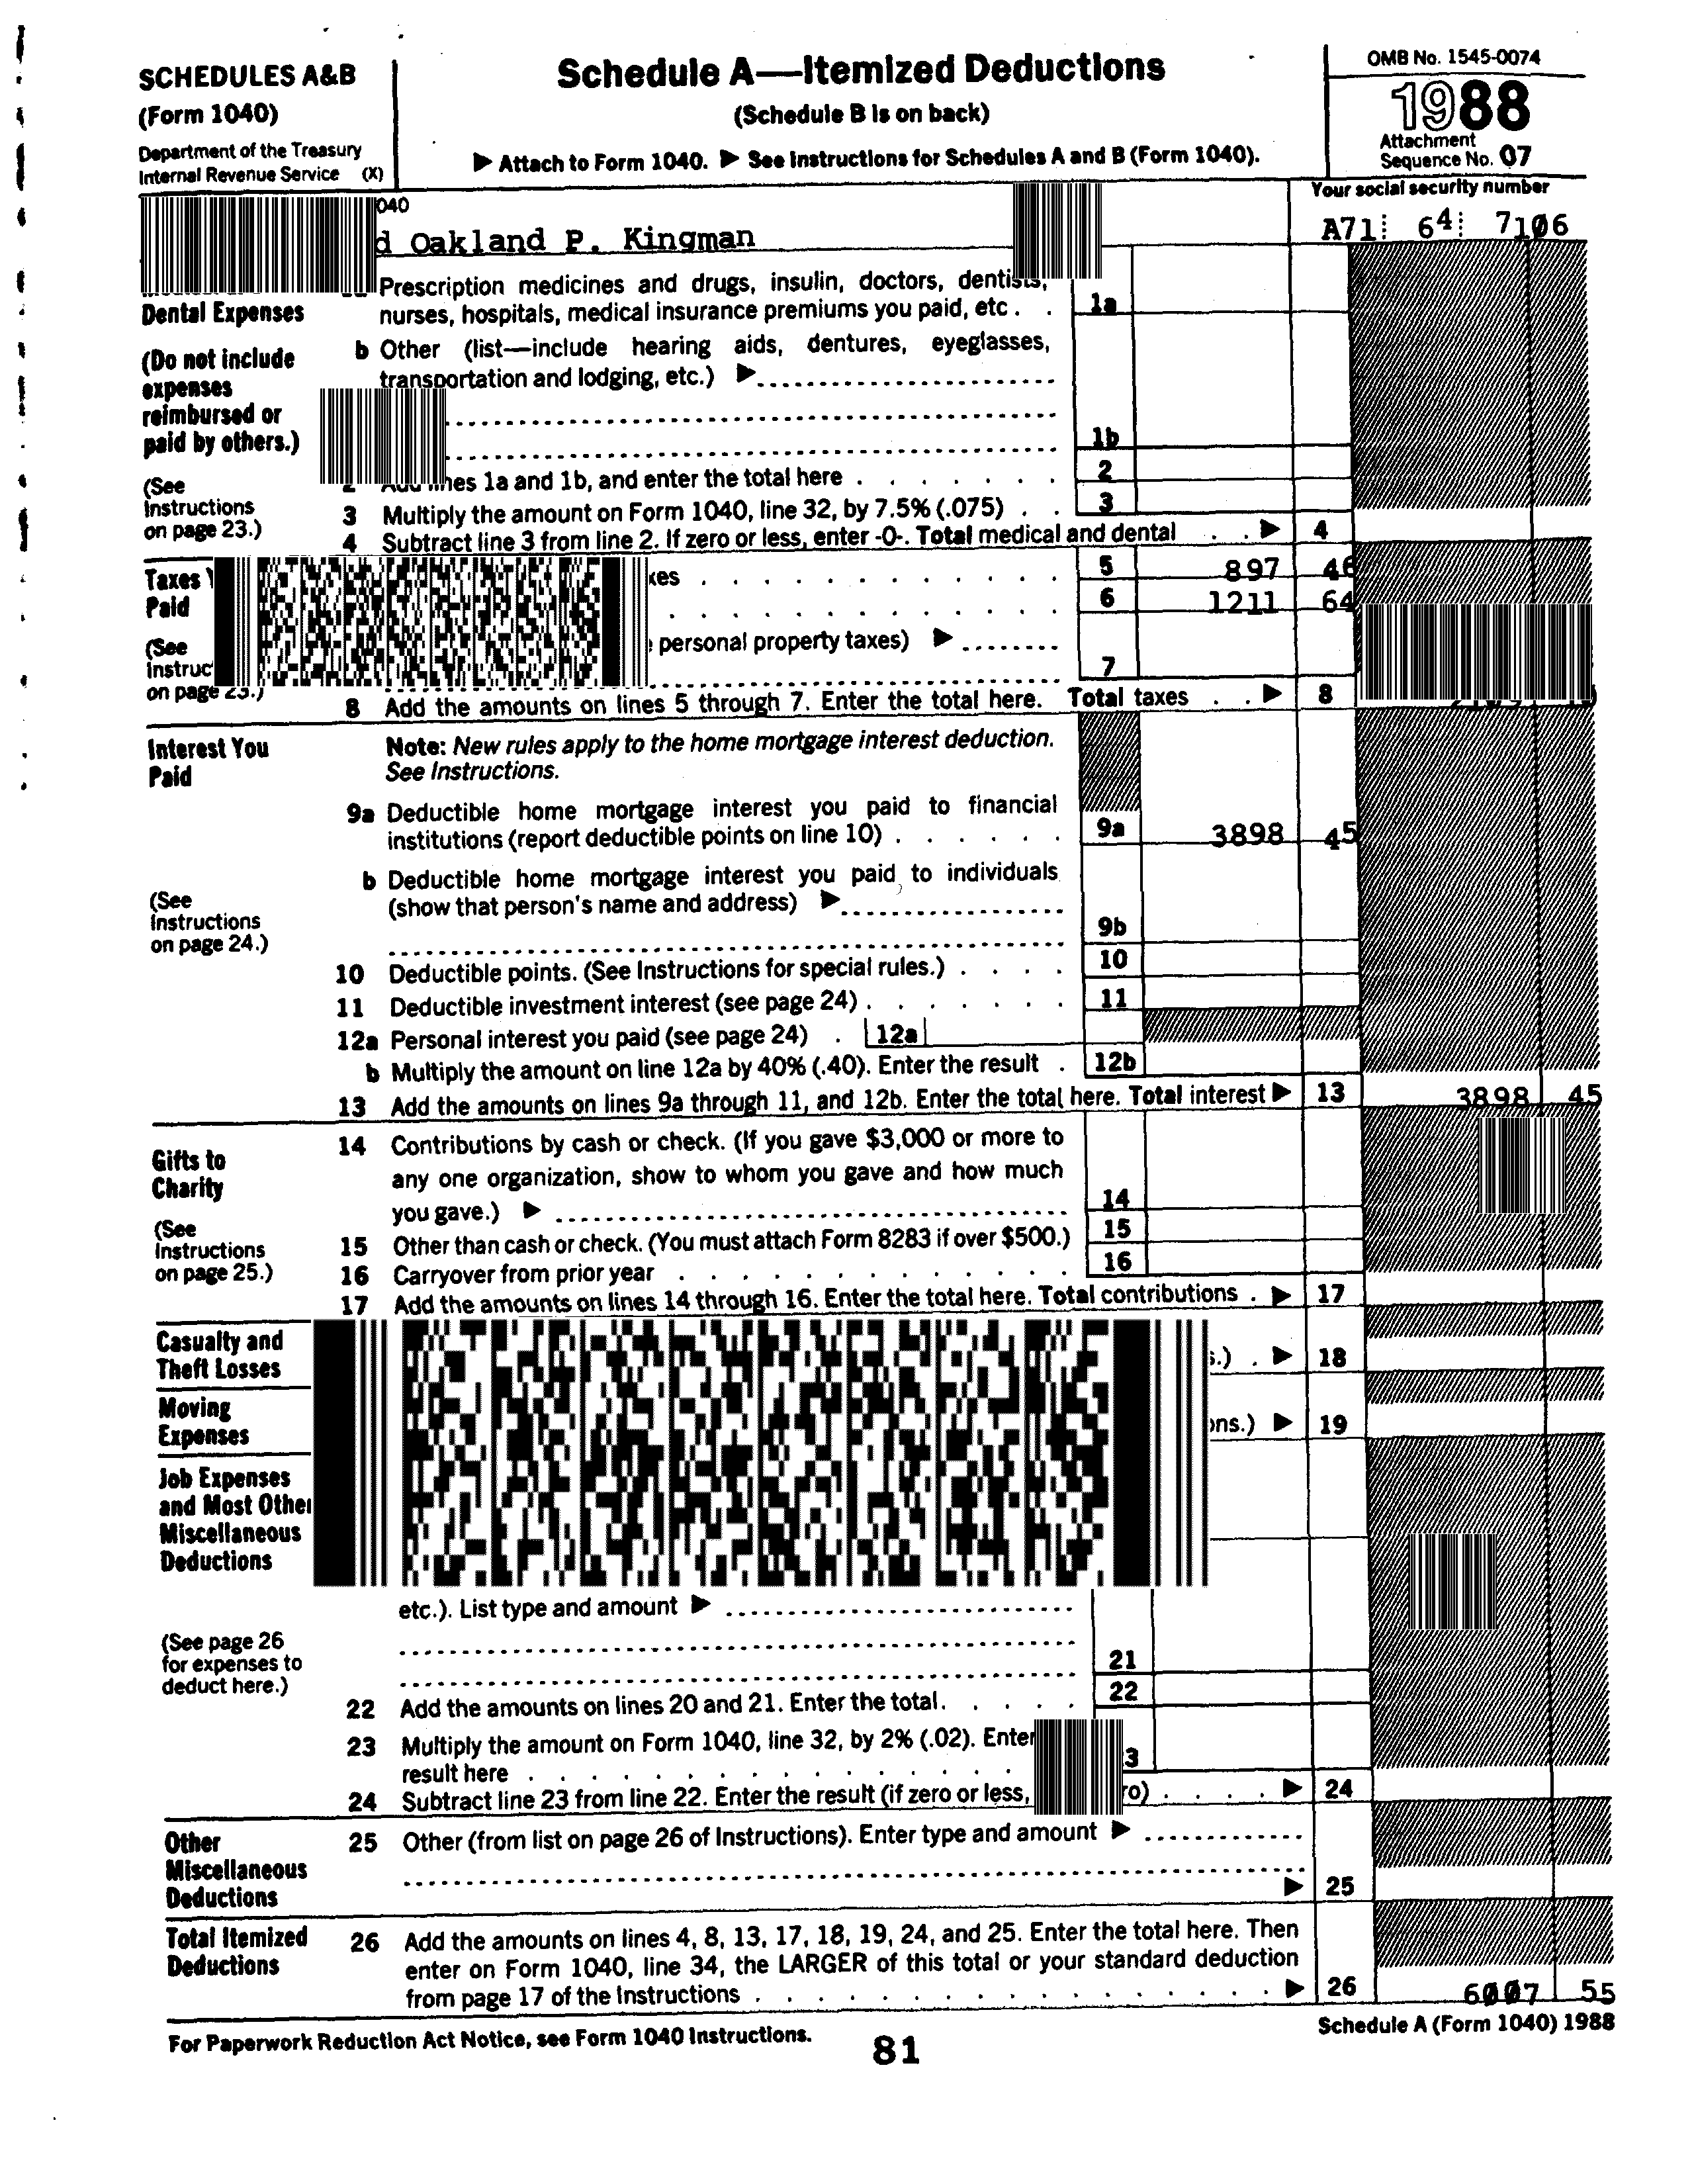 SCHEDULES A&B
(Form 1040)
Department of the Treasury
Internal Revenue Service (X)
Schedule A—Itemized Deductions
(Schedule B is on back)
▶ Attach to Form 1040. ▶ See Instructions for Schedules A and B (Form 1040).
OMB No. 1545-0074
1988
Attachment
Sequence No. 07
Your social security number
040
d Oakland P. Kingman
A71 64 7106
Prescription medicines and drugs, insulin, doctors, dentists,
Dental Expenses
nurses, hospitals, medical insurance premiums you paid, etc . . 1a
(Do not include
expenses
reimbursed or
paid by others.)
b Other (list—include hearing aids, dentures, eyeglasses,
transportation and lodging, etc.) ▶
1b
(See
Instructions
on page 23.)
2 Add lines 1a and 1b, and enter the total here . . . . . . . 2
3 Multiply the amount on Form 1040, line 32, by 7.5% (.075) . . 3
4 Subtract line 3 from line 2. If zero or less, enter -0-. Total medical and dental . . ▶ 4
Taxes
Paid
(See
on page 23.)
5 897 46
6 1211 64
personal property taxes) ▶
7
8 Add the amounts on lines 5 through 7. Enter the total here. Total taxes . . ▶ 8
Interest You
Paid
Note: New rules apply to the home mortgage interest deduction.
See Instructions.
9a Deductible home mortgage interest you paid to financial
institutions (report deductible points on line 10) . . . . . . 9a 3898 45
b Deductible home mortgage interest you paid to individuals
(show that person's name and address) ▶
9b
(See
Instructions
on page 24.)
10 Deductible points. (See Instructions for special rules.) . . . . 10
11 Deductible investment interest (see page 24) . . . . . . . 11
12a Personal interest you paid (see page 24) . 12a
b Multiply the amount on line 12a by 40% (.40). Enter the result . 12b
13 Add the amounts on lines 9a through 11, and 12b. Enter the total here. Total interest ▶ 13 3898 45
Gifts to
Charity
(See
Instructions
on page 25.)
14 Contributions by cash or check. (If you gave $3,000 or more to
any one organization, show to whom you gave and how much
you gave.) ▶ 14
15 Other than cash or check. (You must attach Form 8283 if over $500.) 15
16 Carryover from prior year . . . . . . . . . . . . . 16
17 Add the amounts on lines 14 through 16. Enter the total here. Total contributions . ▶ 17
Casualty and
Theft Losses
. ▶ 18
Moving
Expenses
▶ 19
Job Expenses
and Most Other
Miscellaneous
Deductions
etc.). List type and amount ▶
(See page 26
for expenses to
deduct here.)
21
22 Add the amounts on lines 20 and 21. Enter the total. . . . . 22
23 Multiply the amount on Form 1040, line 32, by 2% (.02). Enter
result here . . . . . . . . . . . . . 3
24 Subtract line 23 from line 22. Enter the result (if zero or less, . . . . ▶ 24
Other
Miscellaneous
Deductions
25 Other (from list on page 26 of Instructions). Enter type and amount ▶
▶ 25
Total Itemized
Deductions
26 Add the amounts on lines 4, 8, 13, 17, 18, 19, 24, and 25. Enter the total here. Then
enter on Form 1040, line 34, the LARGER of this total or your standard deduction
from page 17 of the Instructions . . . . . . . . . . . . . . . ▶ 26 6007 55
For Paperwork Reduction Act Notice, see Form 1040 Instructions.
81
Schedule A (Form 1040) 1988